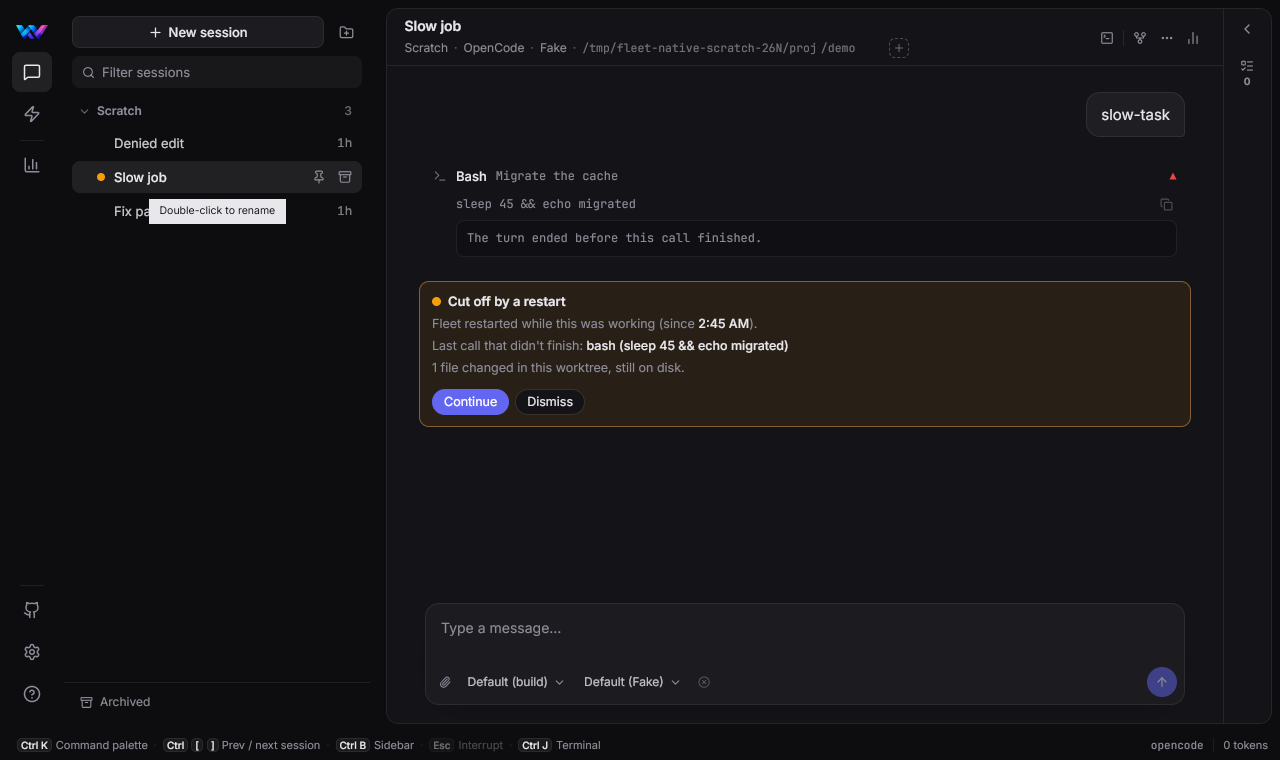 New session
Filter sessions
Scratch 3
Denied edit 1h
Slow job
Fix pa 1h
Double-click to rename
Archived
Slow job
Scratch · OpenCode · Fake · /tmp/fleet-native-scratch-26N/proj /demo
0
slow-task
Bash Migrate the cache
sleep 45 && echo migrated
The turn ended before this call finished.
Cut off by a restart
Fleet restarted while this was working (since 2:45 AM).
Last call that didn't finish: bash (sleep 45 && echo migrated)
1 file changed in this worktree, still on disk.
Continue Dismiss
Type a message...
Default (build) Default (Fake)
Ctrl K Command palette · Ctrl [ ] Prev / next session · Ctrl B Sidebar · Esc Interrupt · Ctrl J Terminal opencode 0 tokens